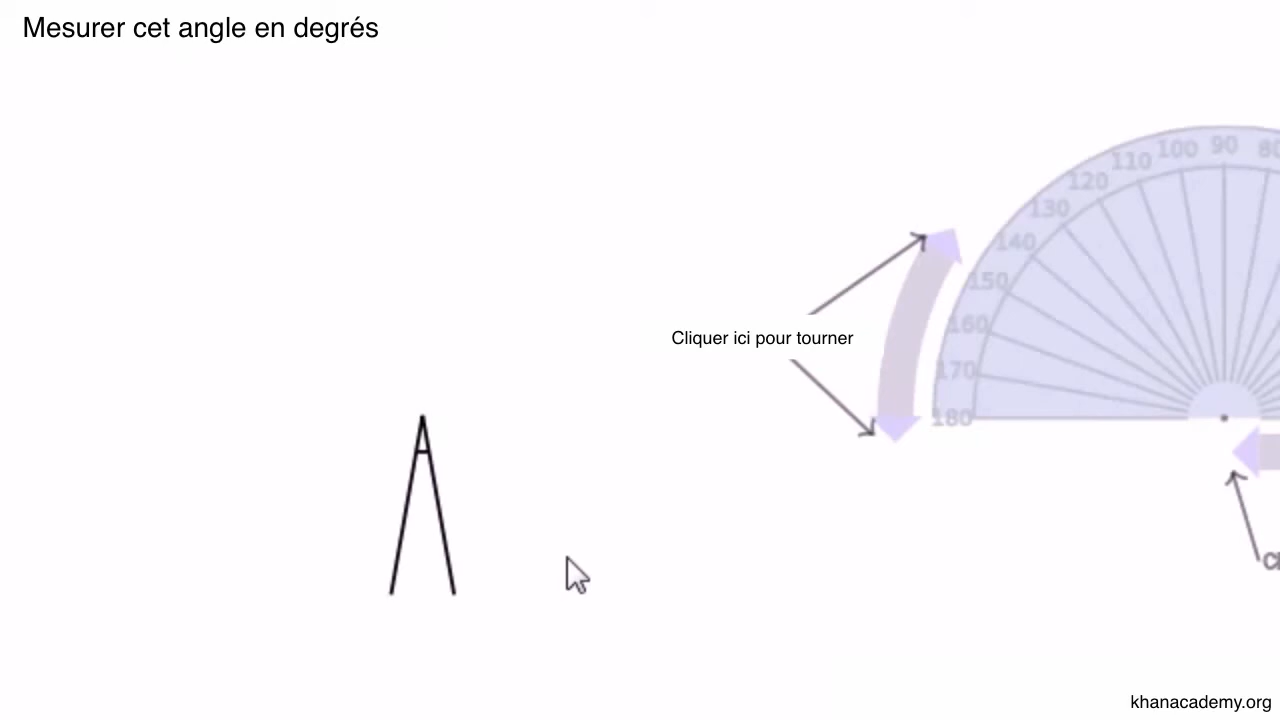 Mesurer cet angle en degrés
100 90 80
110
120
130
140
150
Cliquer ici pour tourner
160
170
180
khanacademy.org